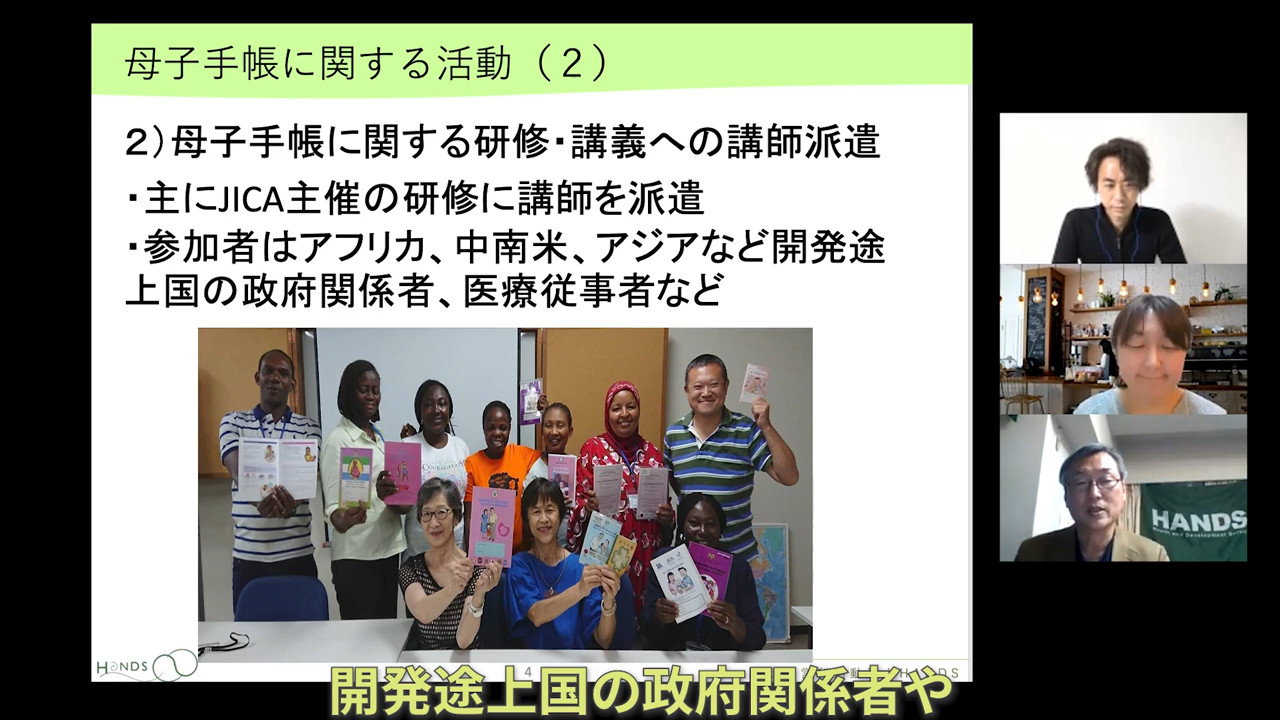 母子手帳に関する活動（２）
２）母子手帳に関する研修・講義への講師派遣
・主にJICA主催の研修に講師を派遣
・参加者はアフリカ、中南米、アジアなど開発途
上国の政府関係者、医療従事者など
HANDS
HANDS
4
HANDS
開発途上国の政府関係者や